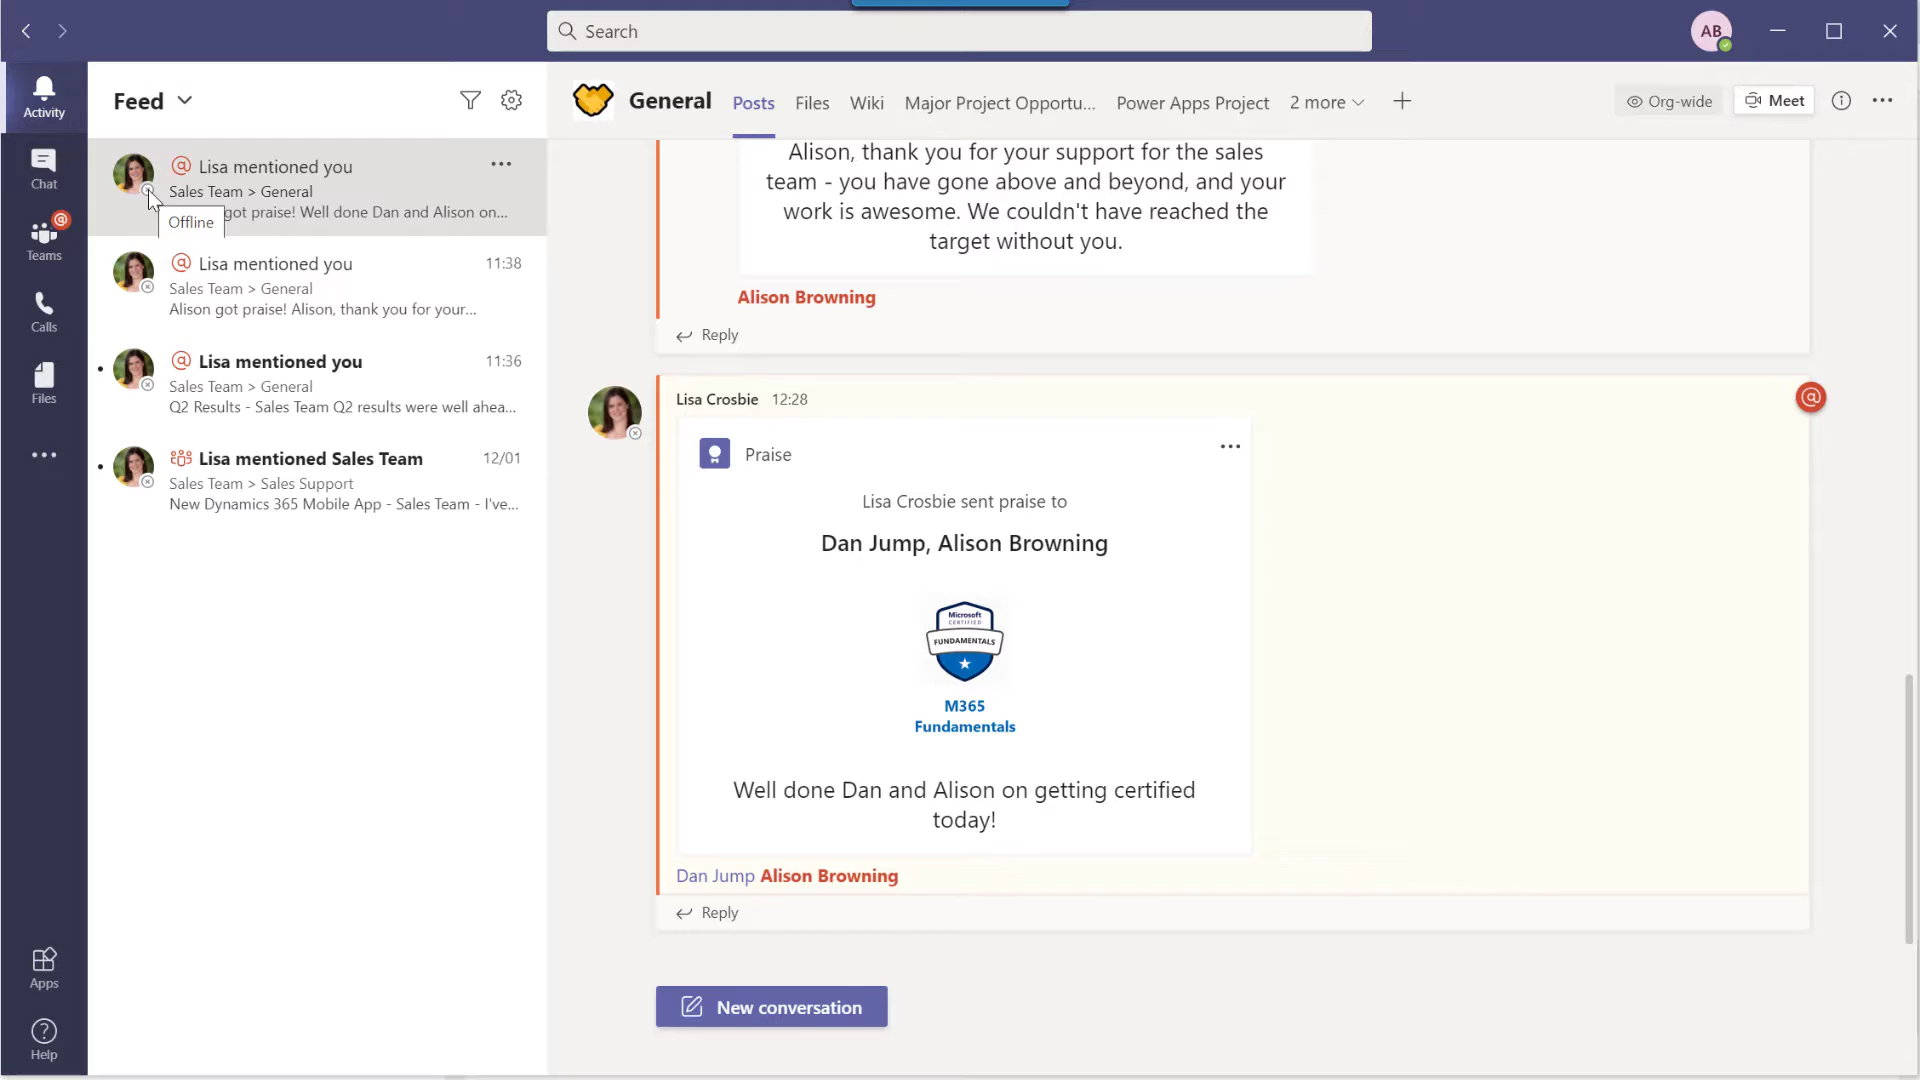 Search
AB
Activity
Chat
Teams
Calls
Files
Apps
Help
Feed
Lisa mentioned you
Sales Team > General
got praise! Well done Dan and Alison on...
Offline
Lisa mentioned you 11:38
Sales Team > General
Alison got praise! Alison, thank you for your...
Lisa mentioned you 11:36
Sales Team > General
Q2 Results - Sales Team Q2 results were well ahea...
Lisa mentioned Sales Team 12/01
Sales Team > Sales Support
New Dynamics 365 Mobile App - Sales Team - I've...
General Posts Files Wiki Major Project Opportu... Power Apps Project 2 more
Org-wide Meet
Alison, thank you for your support for the sales
team - you have gone above and beyond, and your
work is awesome. We couldn't have reached the
target without you.
Alison Browning
Reply
Lisa Crosbie 12:28
Praise
Lisa Crosbie sent praise to
Dan Jump, Alison Browning
Microsoft
CERTIFIED
FUNDAMENTALS
M365
Fundamentals
Well done Dan and Alison on getting certified
today!
Dan Jump Alison Browning
Reply
New conversation